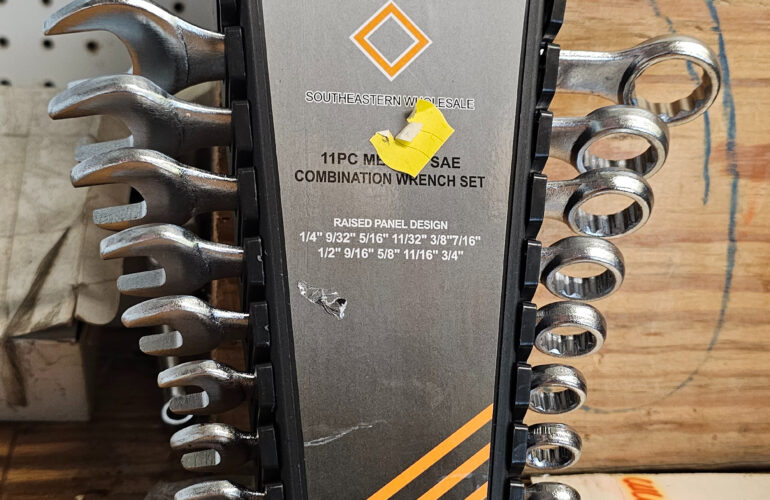 SOUTHEASTERN WHOLESALE
11PC SAE
COMBINATION WRENCH SET
RAISED PANEL DESIGN
1/4" 9/32" 5/16" 11/32" 3/8"7/16"
1/2" 9/16" 5/8" 11/16" 3/4"